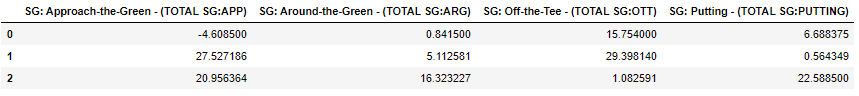 SG: Approach-the-Green - (TOTAL SG:APP) SG: Around-the-Green - (TOTAL SG:ARG) SG: Off-the-Tee - (TOTAL SG:OTT) SG: Putting - (TOTAL SG:PUTTING)
0 -4.608500 0.841500 15.754000 6.688375
1 27.527186 5.112581 29.398140 0.564349
2 20.956364 16.323227 1.082591 22.588500